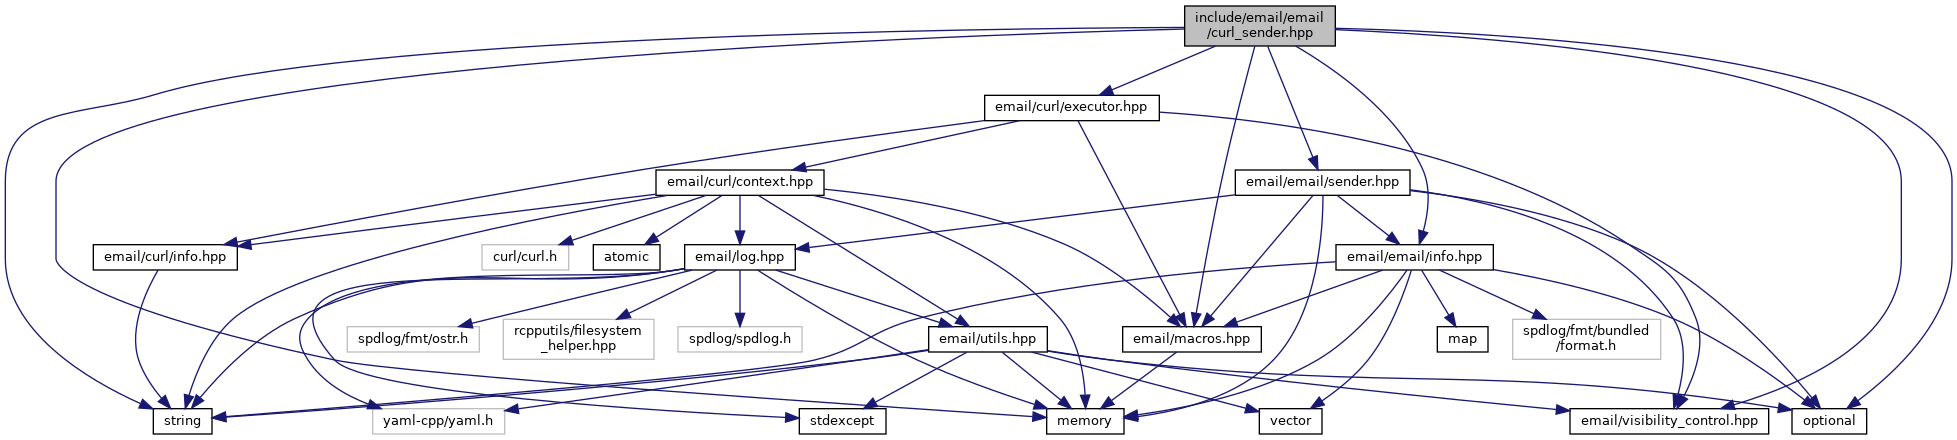 include/email/email
/curl_sender.hpp
email/curl/executor.hpp
email/curl/context.hpp
email/email/sender.hpp
email/curl/info.hpp
curl/curl.h
atomic
email/log.hpp
email/email/info.hpp
spdlog/fmt/ostr.h
rcpputils/filesystem
_helper.hpp
spdlog/spdlog.h
email/utils.hpp
email/macros.hpp
map
spdlog/fmt/bundled
/format.h
string
yaml-cpp/yaml.h
stdexcept
memory
vector
email/visibility_control.hpp
optional